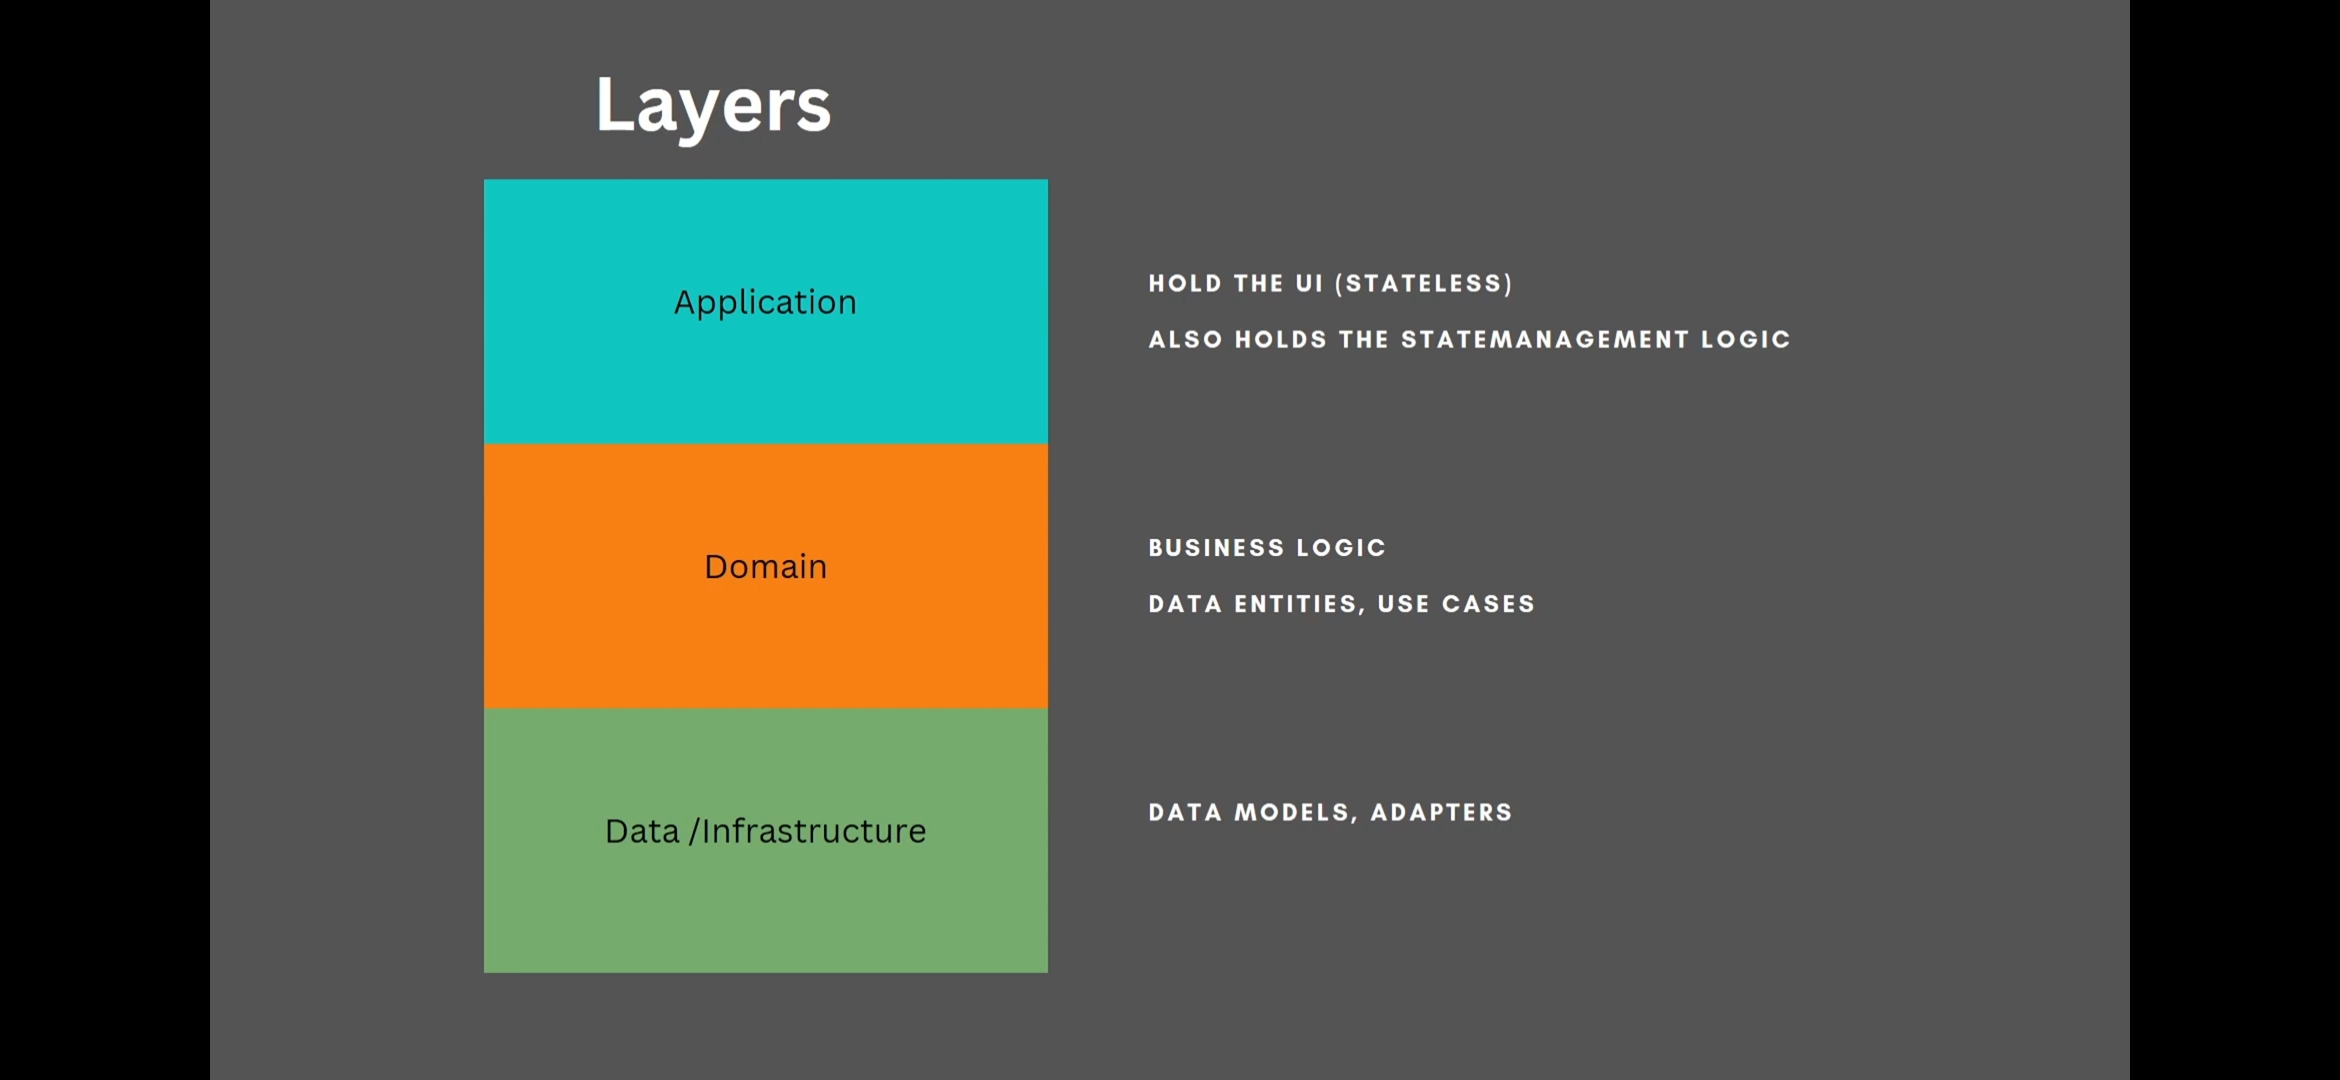 Layers
Application
HOLD THE UI (STATELESS)
ALSO HOLDS THE STATEMANAGEMENT LOGIC
Domain
BUSINESS LOGIC
DATA ENTITIES, USE CASES
Data /Infrastructure
DATA MODELS, ADAPTERS